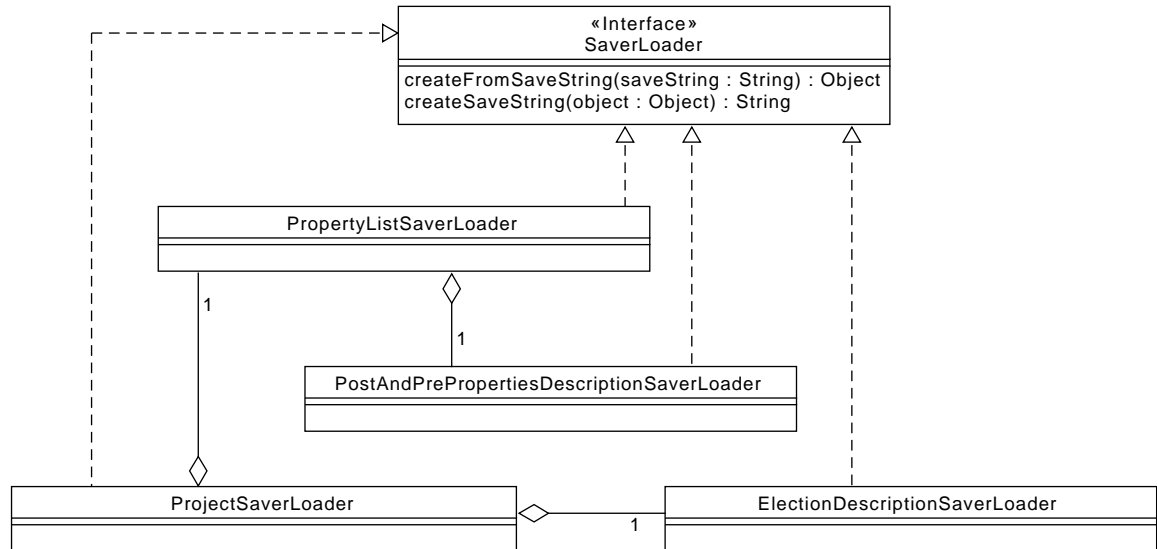 «Interface»
SaverLoader
createFromSaveString(saveString : String) : Object
createSaveString(object : Object) : String
PropertyListSaverLoader
1
1
PostAndPrePropertiesDescriptionSaverLoader
ProjectSaverLoader
1
ElectionDescriptionSaverLoader